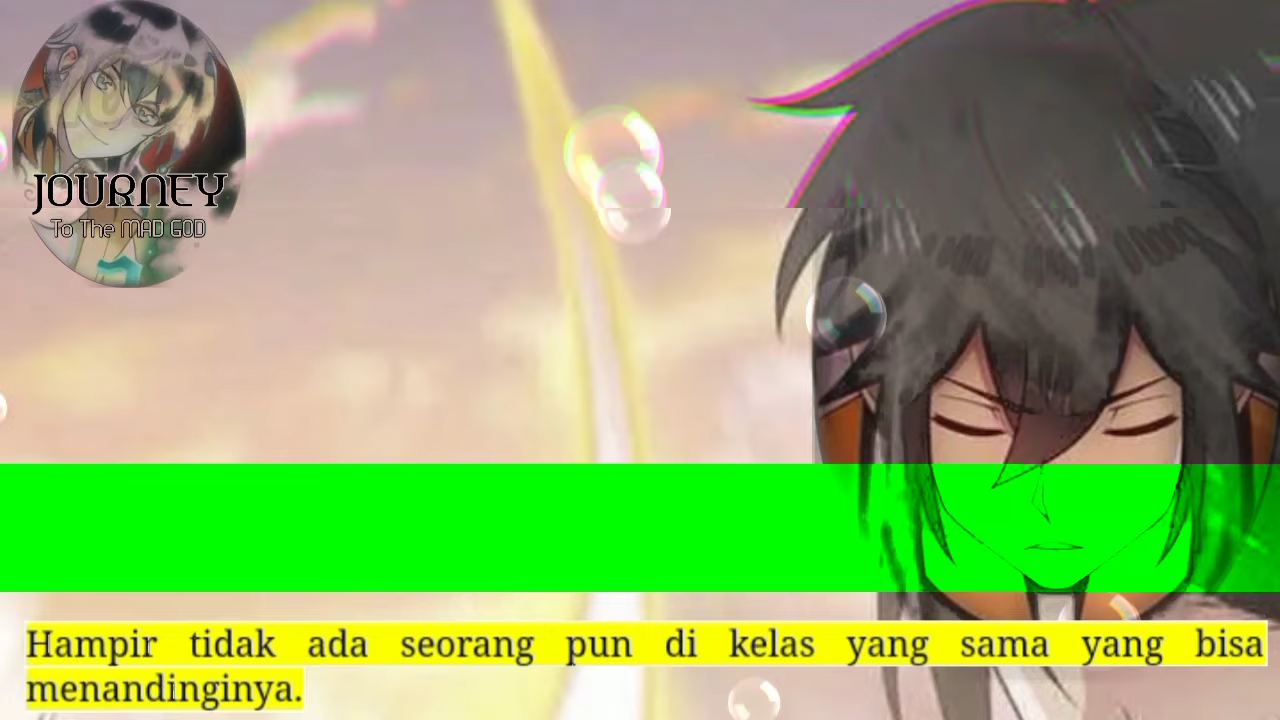 JOURNEY
To The MAD GOD
Hampir tidak ada seorang pun di kelas yang sama yang bisa
menandinginya.